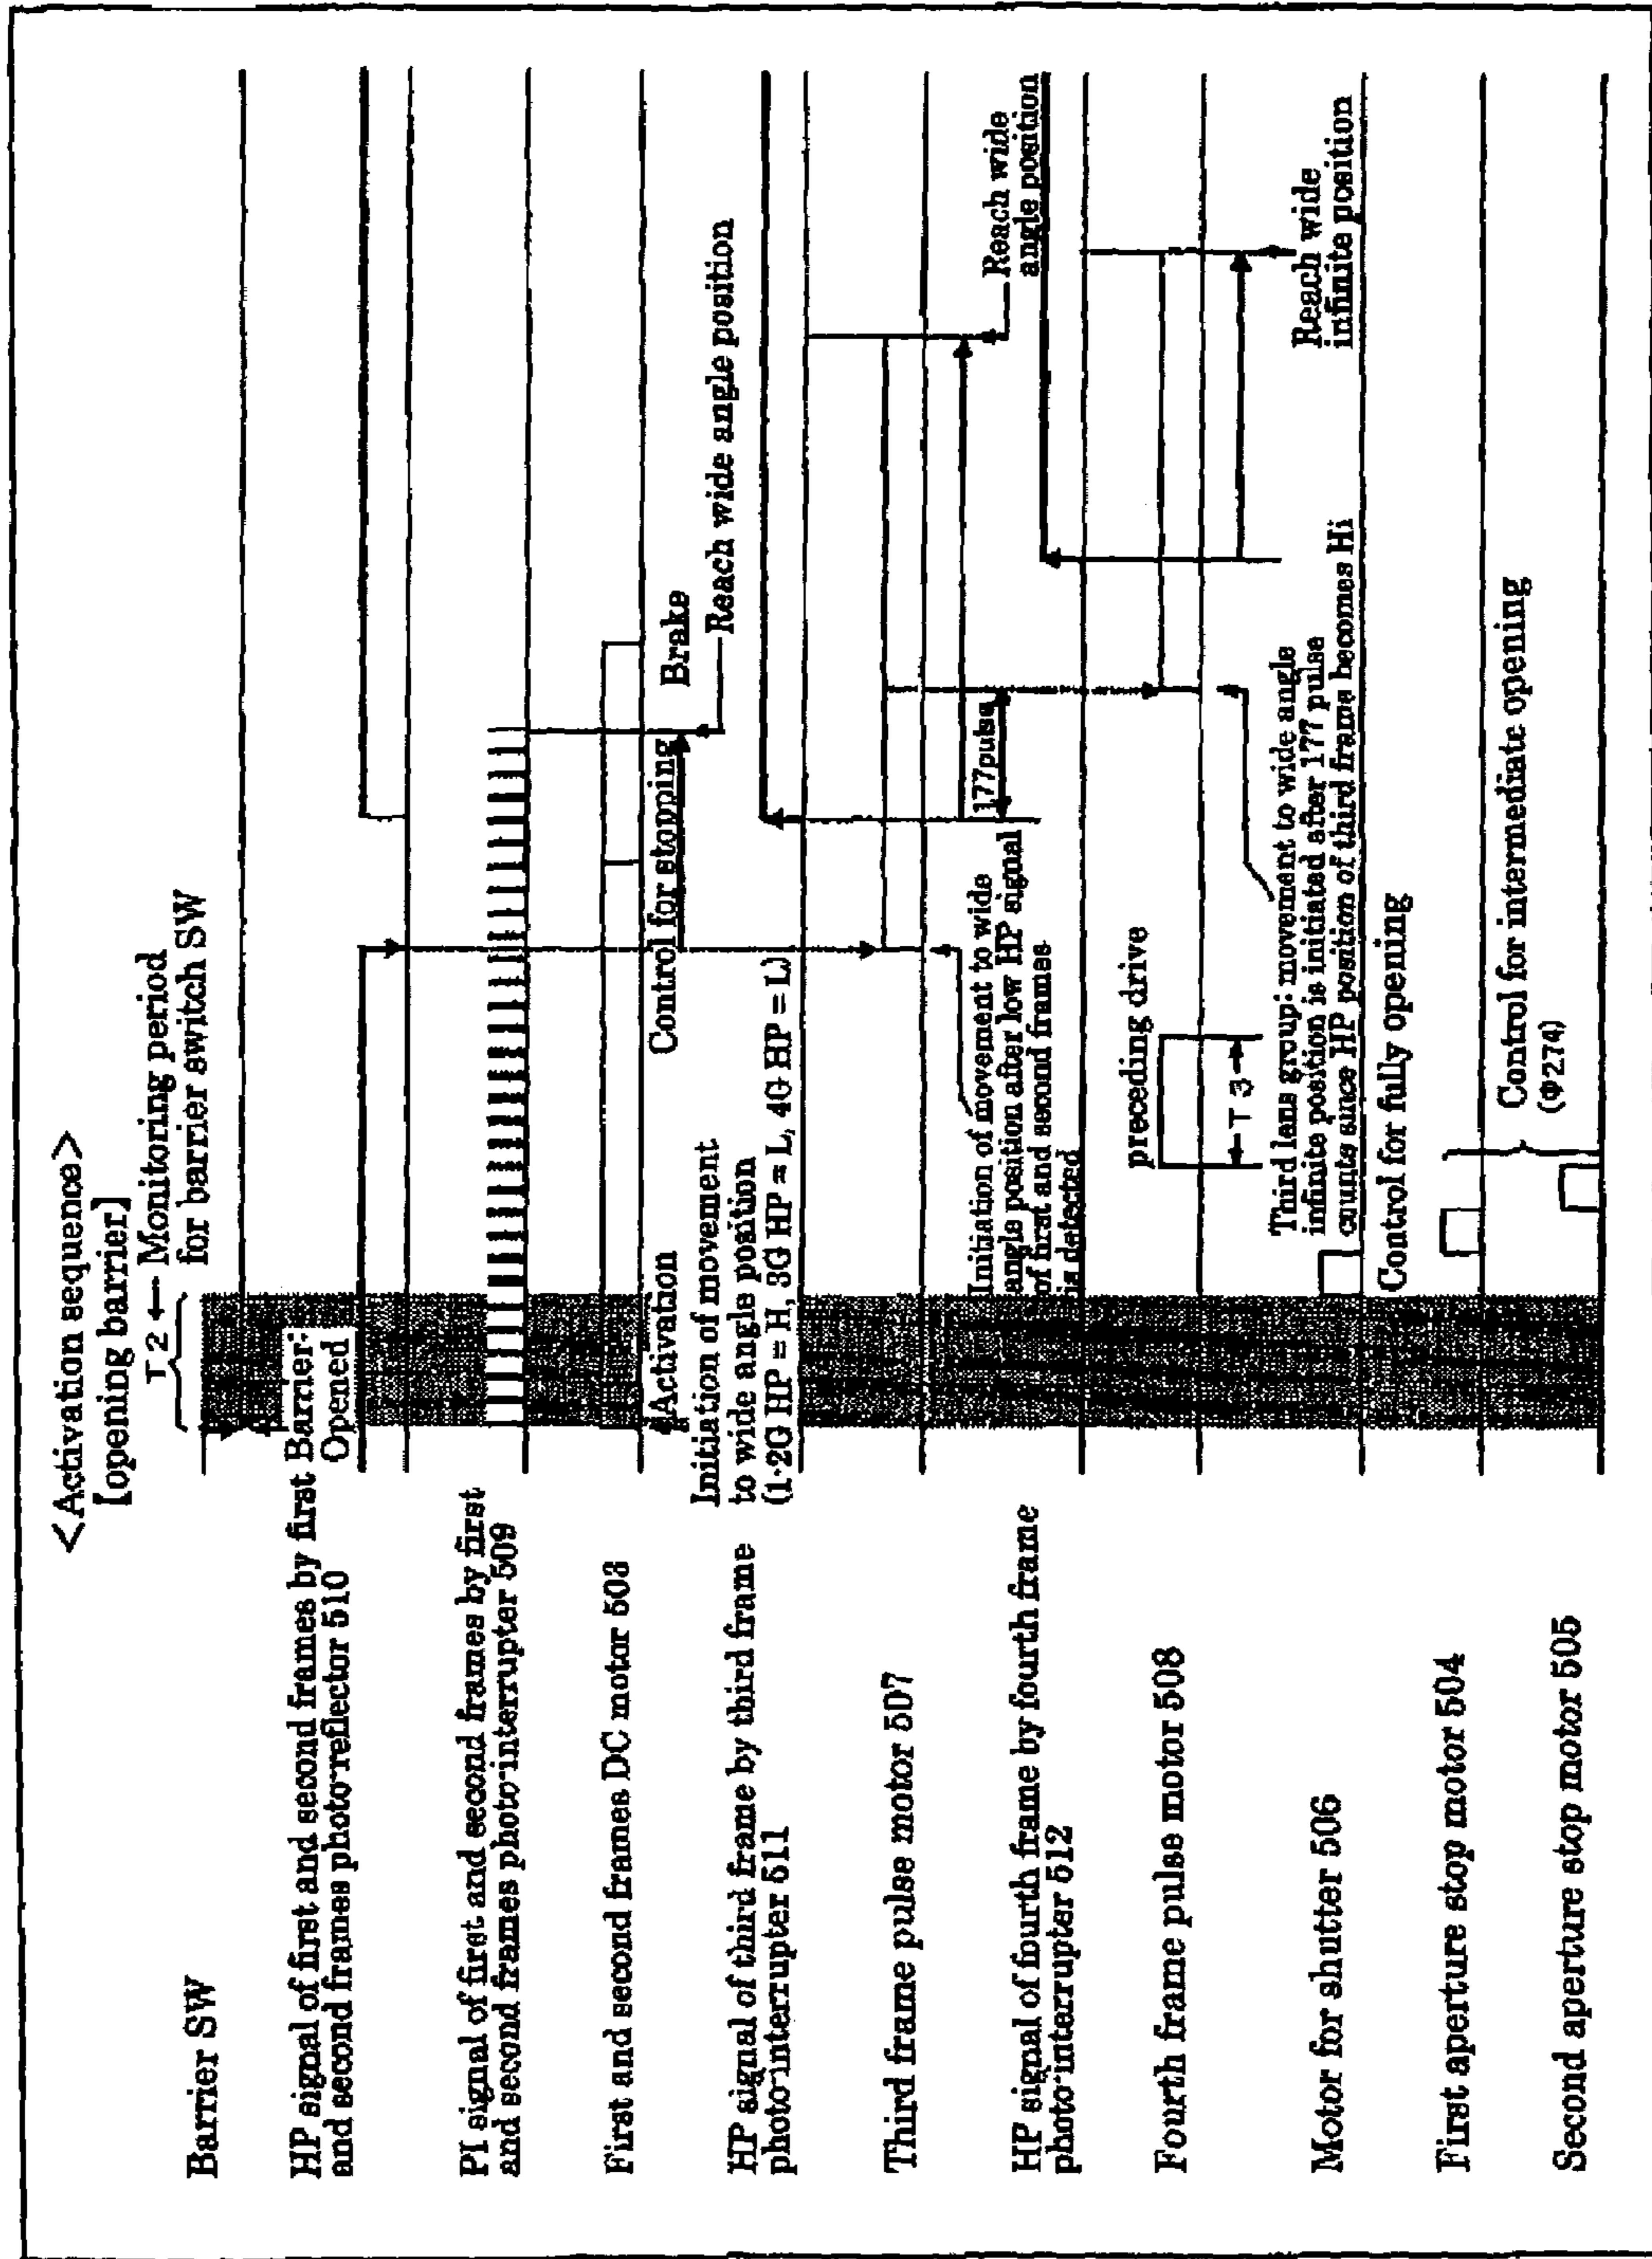 <Activation sequence>
[opening barrier]
T2 ← Monitoring period
for barrier switch SW
Barrier SW
HP signal of first and second frames by first
and second frames photo-reflector 510
Barrier-
Opened
PI signal of first and second frames by first
and second frames photo-interrupter 509
First and second frames DC motor 503
Activation
Control for stopping
Brake
Reach wide angle position
Initiation of movement
to wide angle position
(1-2G HP = H, 3G HP = L, 4G HP = L)
HP signal of third frame by third frame
photo-interrupter 511
177pulse
Third frame pulse motor 507
Initiation of movement to wide
angle position after low HP signal
of first and second frames
is detected
Reach wide
angle position
HP signal of fourth frame by fourth frame
photo-interrupter 512
Fourth frame pulse motor 508
preceding drive
T3
Third lans group: movement to wide angle
infinite position is initiated after 177 pulse
counts since HP position of third frame becomes Hi
Reach wide
infinite position
Motor for shutter 506
Control for fully opening
First aperture stop motor 504
Second aperture stop motor 505
Control for intermediate opening
(Φ2.74)